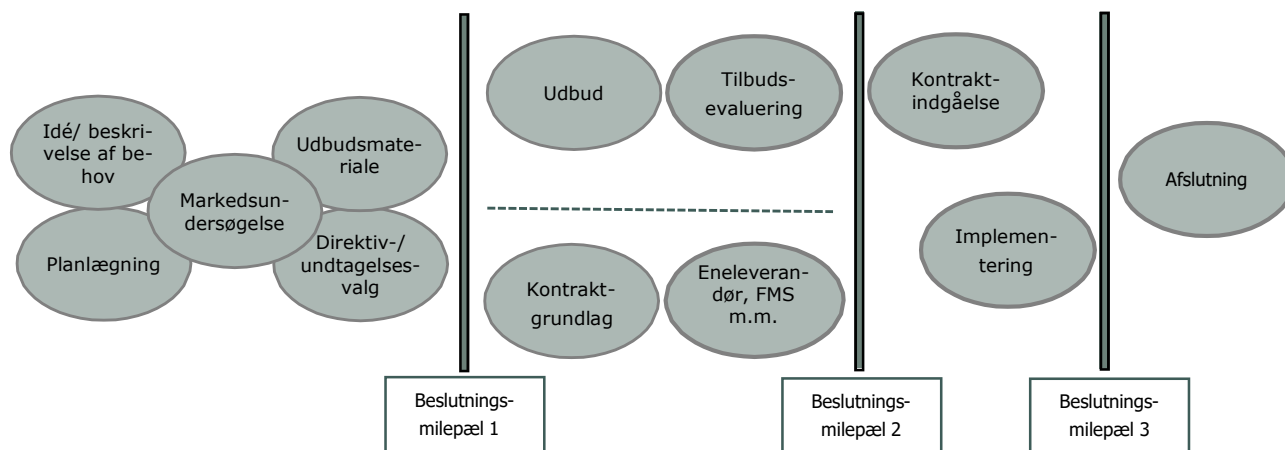 Idé/ beskri-
velse af be-
hov
Planlægning
Markedsun-
dersøgelse
Udbudsmate-
riale
Direktiv-/
undtagelses-
valg
Udbud
Tilbuds-
evaluering
Kontrakt-
grundlag
Eneleveran-
dør, FMS
m.m.
Kontrakt-
indgåelse
Implemen-
tering
Afslutning
Beslutnings-
milepæl 1
Beslutnings-
milepæl 2
Beslutnings-
milepæl 3